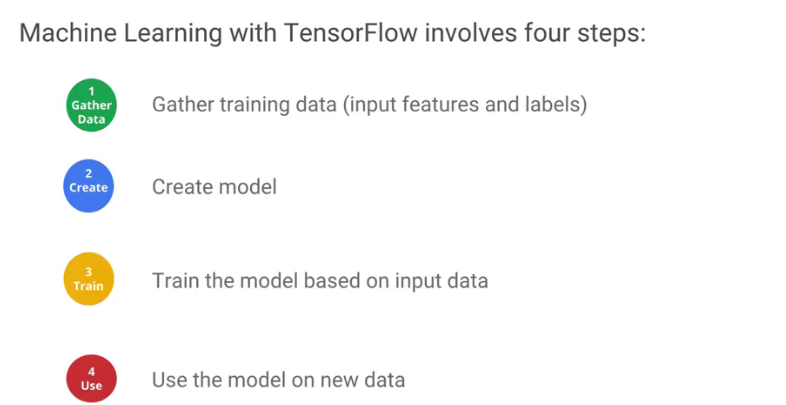 Machine Learning with TensorFlow involves four steps:
1
Gather
Data
Gather training data (input features and labels)
2
Create
Create model
3
Train
Train the model based on input data
4
Use
Use the model on new data